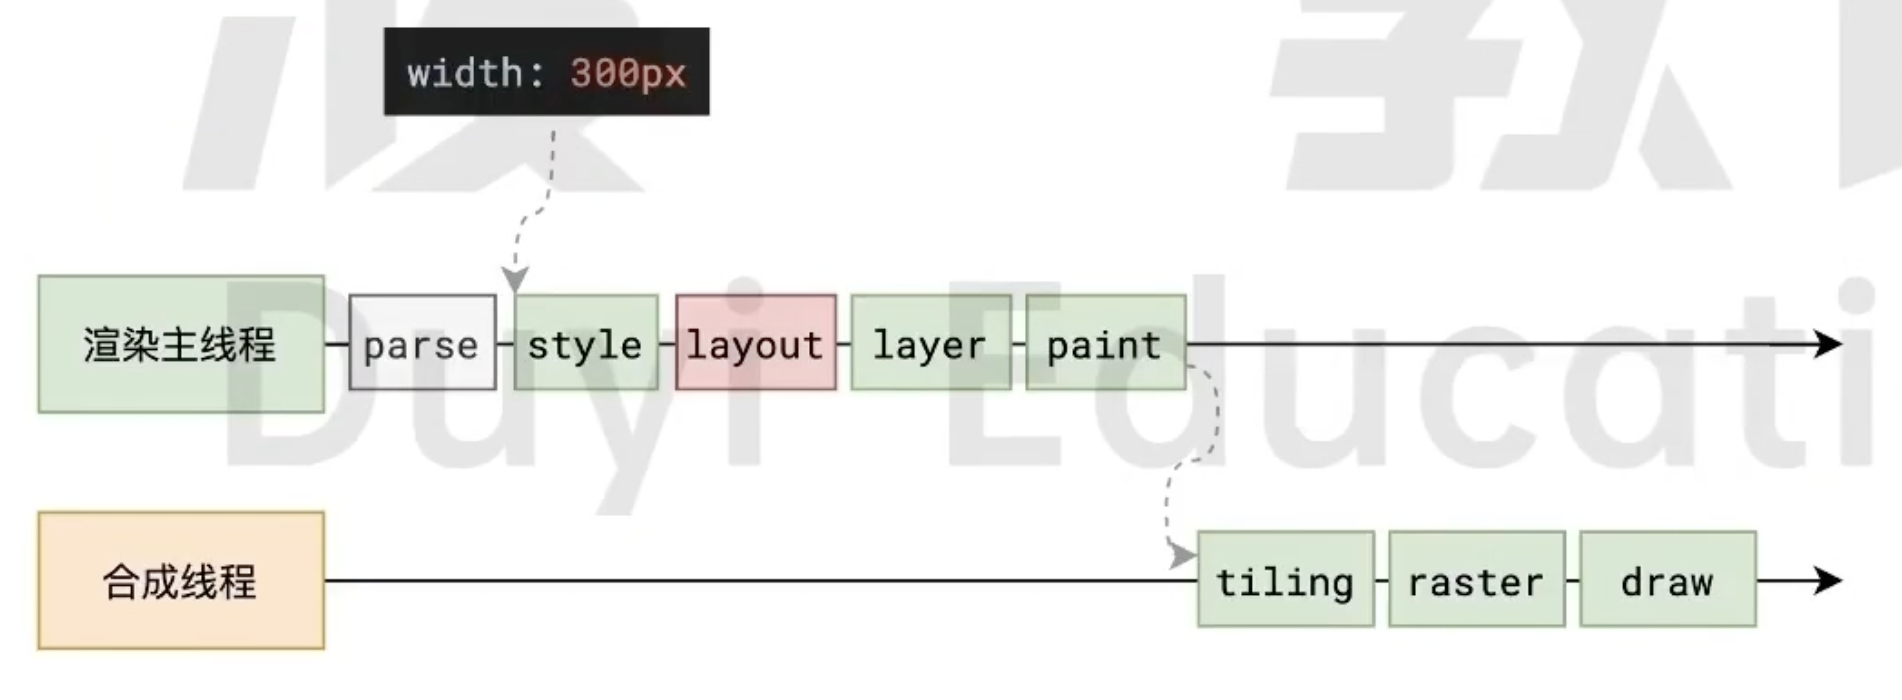 width: 300px
渲染主线程
parse
style
layout
layer
paint
合成线程
tiling
raster
draw
Duyi Educati